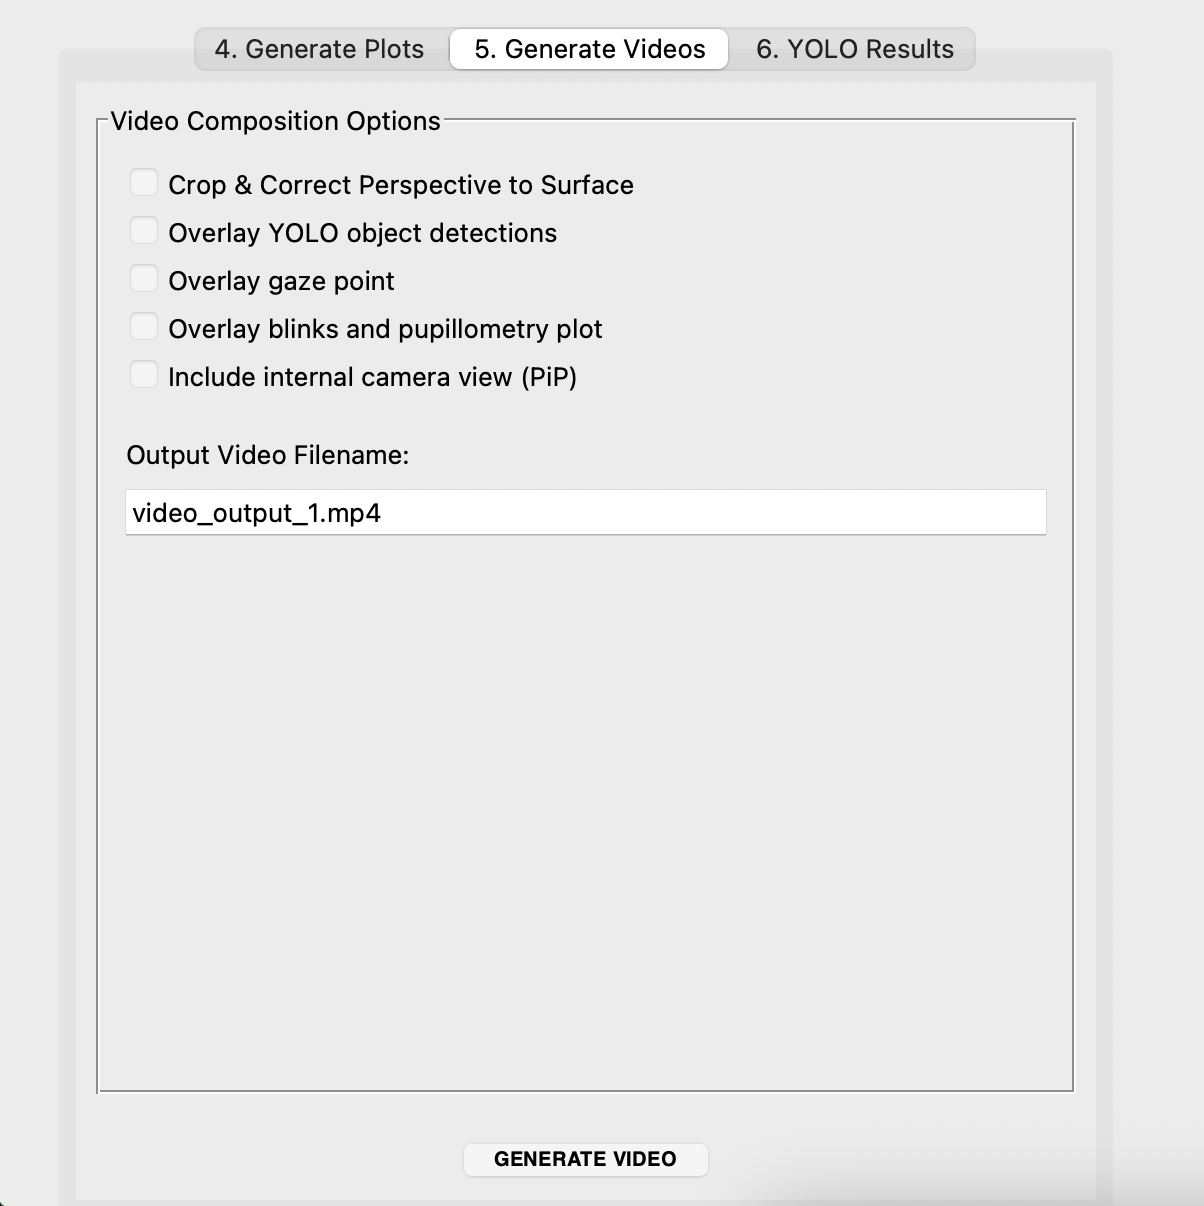 4. Generate Plots 5. Generate Videos 6. YOLO Results
Video Composition Options
Crop & Correct Perspective to Surface
Overlay YOLO object detections
Overlay gaze point
Overlay blinks and pupillometry plot
Include internal camera view (PiP)
Output Video Filename:
video_output_1.mp4
GENERATE VIDEO